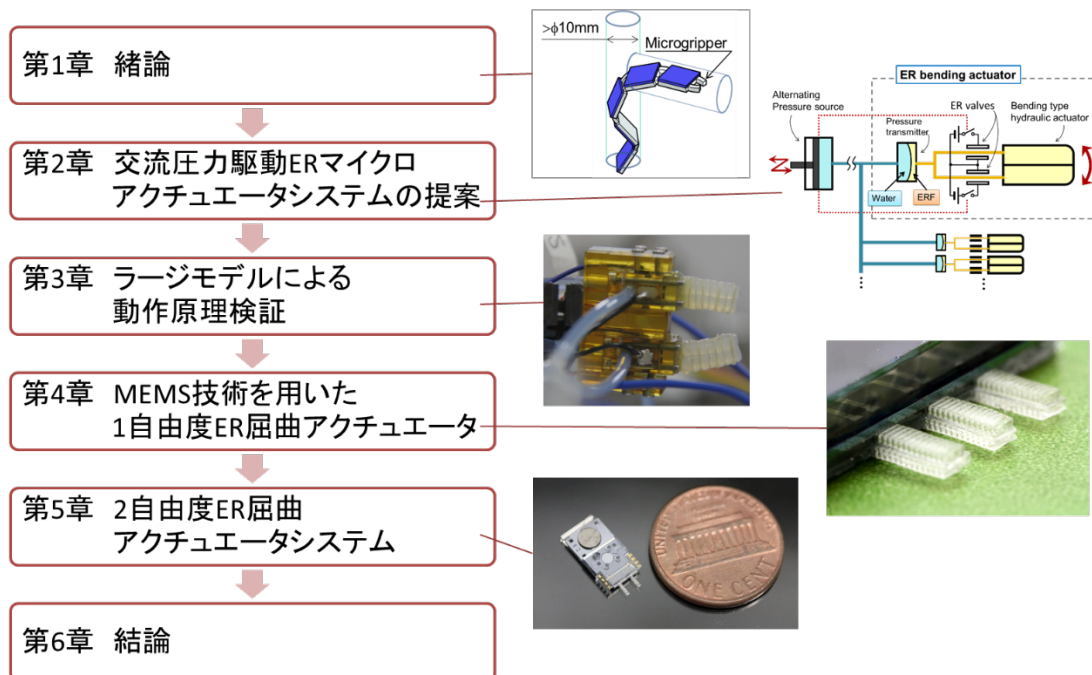 第1章 緒論
第2章 交流圧力駆動ERマイクロ
アクチュエータシステムの提案
第3章 ラージモデルによる
動作原理検証
第4章 MEMS技術を用いた
1自由度ER屈曲アクチュエータ
第5章 2自由度ER屈曲
アクチュエータシステム
第6章 結論
>ϕ10mm
Microgripper
ER bending actuator
Alternating
Pressure source
Pressure
transmitter
ER valves
Bending type
hydraulic actuator
Water
ERF
UNITED STATES OF AMERICA
ONE CENT